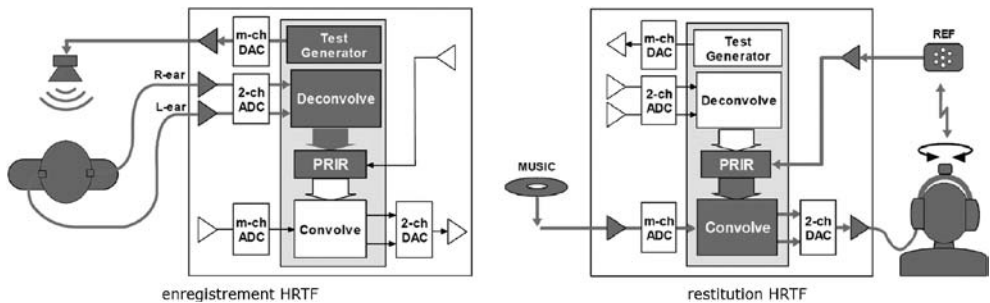 m-ch
DAC
Test
Generator
R-ear
L-ear
2-ch
ADC
Deconvolve
PRIR
m-ch
ADC
Convolve
2-ch
DAC
enregistrement HRTF
m-ch
DAC
Test
Generator
REF
2-ch
ADC
Deconvolve
PRIR
MUSIC
m-ch
ADC
Convolve
2-ch
DAC
restitution HRTF